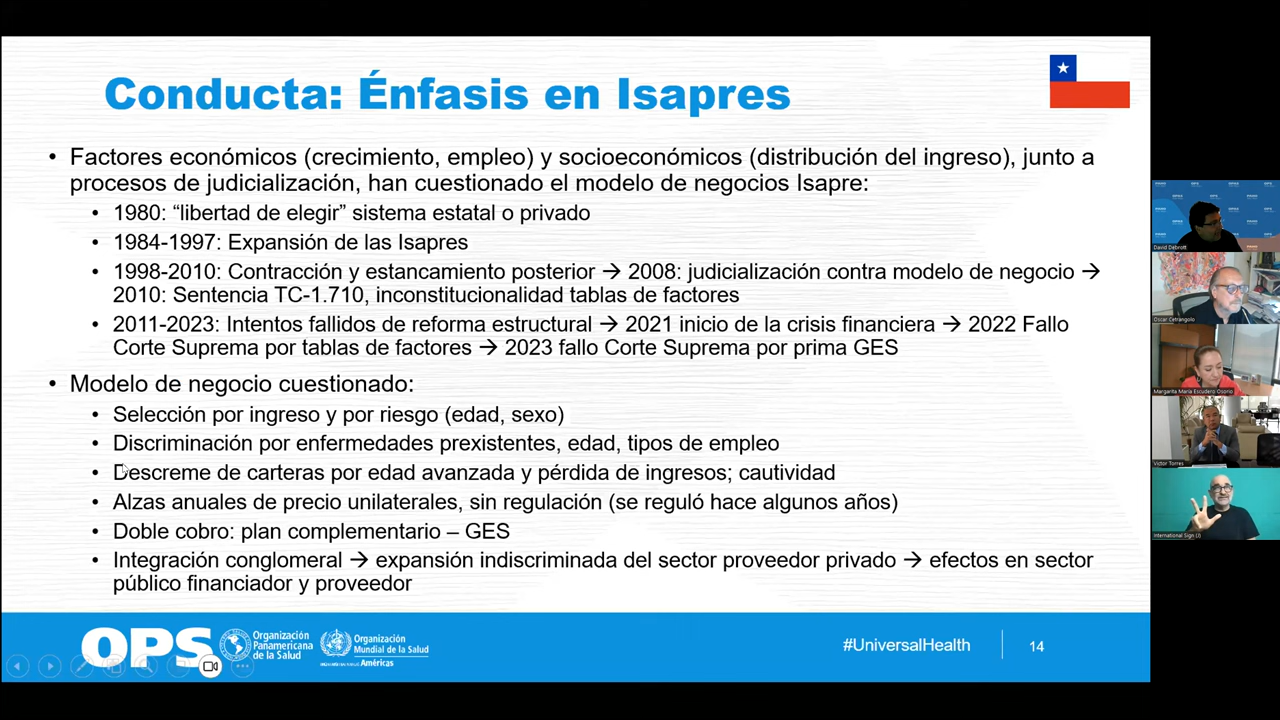 Conducta: Énfasis en Isapres
• Factores económicos (crecimiento, empleo) y socioeconómicos (distribución del ingreso), junto a
procesos de judicialización, han cuestionado el modelo de negocios Isapre:
• 1980: “libertad de elegir” sistema estatal o privado
• 1984-1997: Expansión de las Isapres
• 1998-2010: Contracción y estancamiento posterior → 2008: judicialización contra modelo de negocio →
2010: Sentencia TC-1.710, inconstitucionalidad tablas de factores
• 2011-2023: Intentos fallidos de reforma estructural → 2021 inicio de la crisis financiera → 2022 Fallo
Corte Suprema por tablas de factores → 2023 fallo Corte Suprema por prima GES
• Modelo de negocio cuestionado:
• Selección por ingreso y por riesgo (edad, sexo)
• Discriminación por enfermedades prexistentes, edad, tipos de empleo
• Descreme de carteras por edad avanzada y pérdida de ingresos; cautividad
• Alzas anuales de precio unilaterales, sin regulación (se reguló hace algunos años)
• Doble cobro: plan complementario – GES
• Integración conglomeral → expansión indiscriminada del sector proveedor privado → efectos en sector
público financiador y proveedor
OPS
Organización
Panamericana
de la Salud
Organización
Mundial de la Salud
Américas
#UniversalHealth
14
David Debrott
Oscar Cetrangolo
Margarita María Escudero Osorio
Victor Torres
International Sign (J)